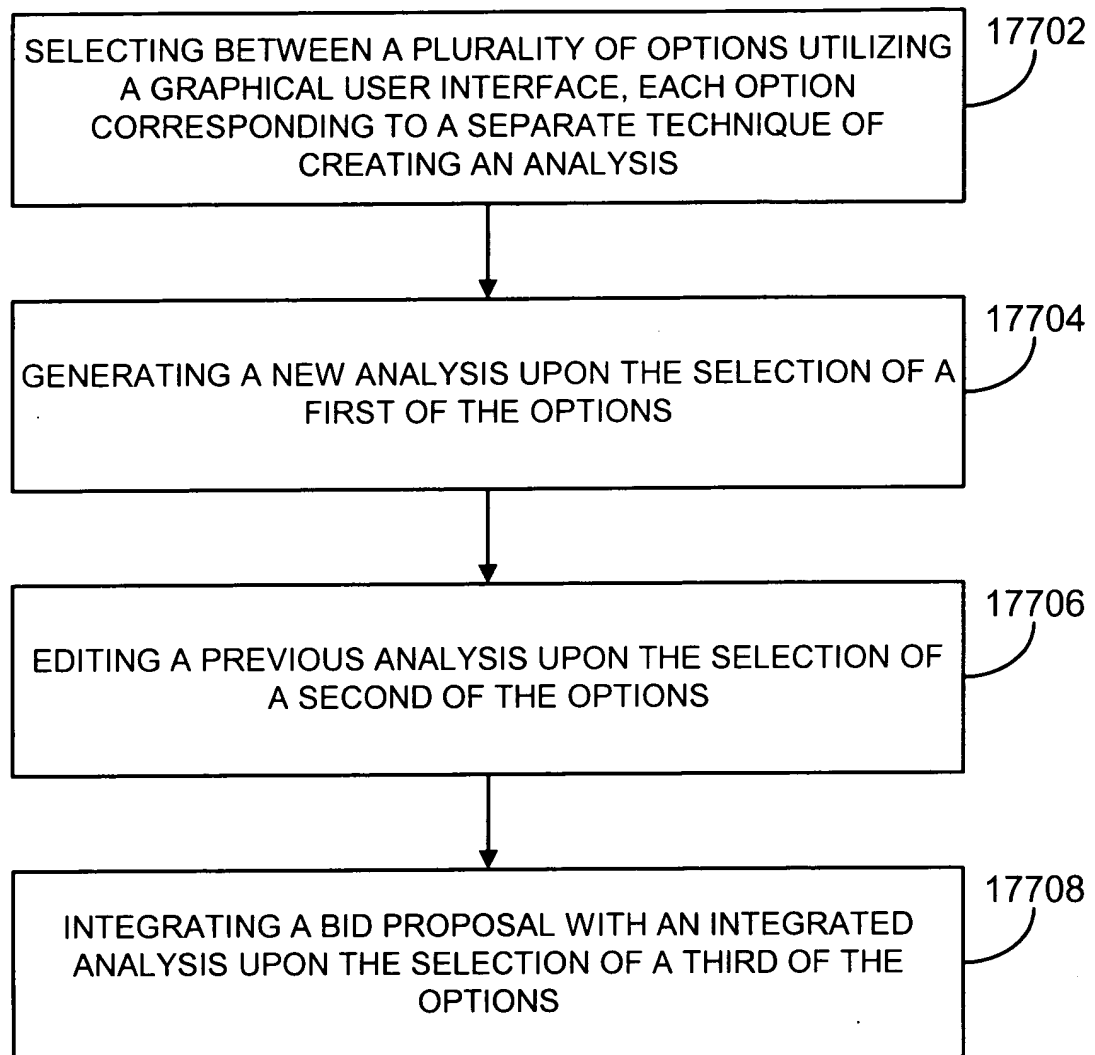 17702
SELECTING BETWEEN A PLURALITY OF OPTIONS UTILIZING
A GRAPHICAL USER INTERFACE, EACH OPTION
CORRESPONDING TO A SEPARATE TECHNIQUE OF
CREATING AN ANALYSIS
17704
GENERATING A NEW ANALYSIS UPON THE SELECTION OF A
FIRST OF THE OPTIONS
17706
EDITING A PREVIOUS ANALYSIS UPON THE SELECTION OF
A SECOND OF THE OPTIONS
17708
INTEGRATING A BID PROPOSAL WITH AN INTEGRATED
ANALYSIS UPON THE SELECTION OF A THIRD OF THE
OPTIONS